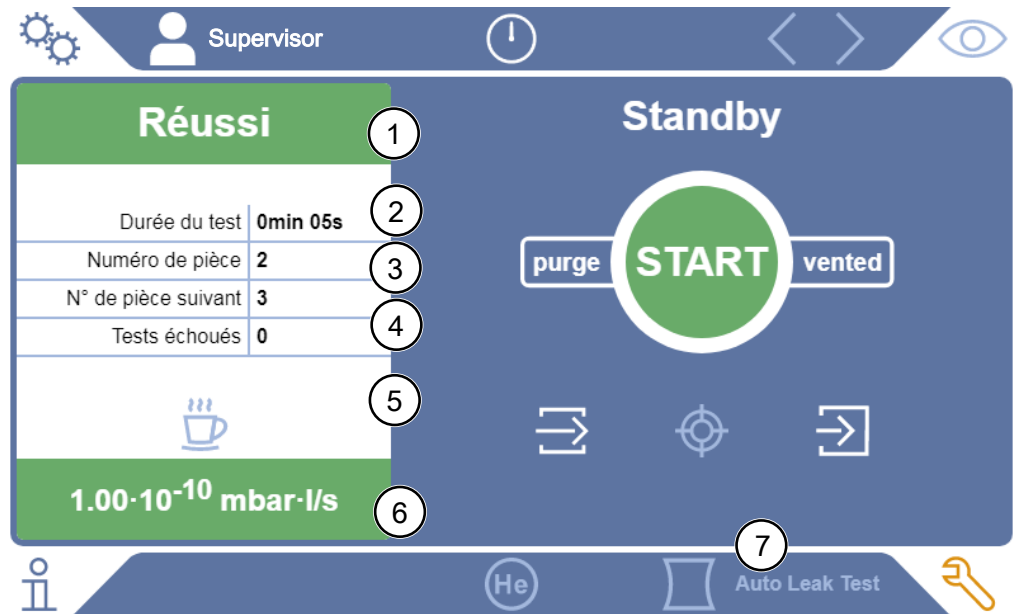 Supervisor
Réussi
1
Standby
2
Durée du test 0min 05s
3
Numéro de pièce 2
N° de pièce suivant 3
4
Tests échoués 0
purge START vented
5
1.00·10⁻¹⁰ mbar·l/s
6
7
He
Auto Leak Test